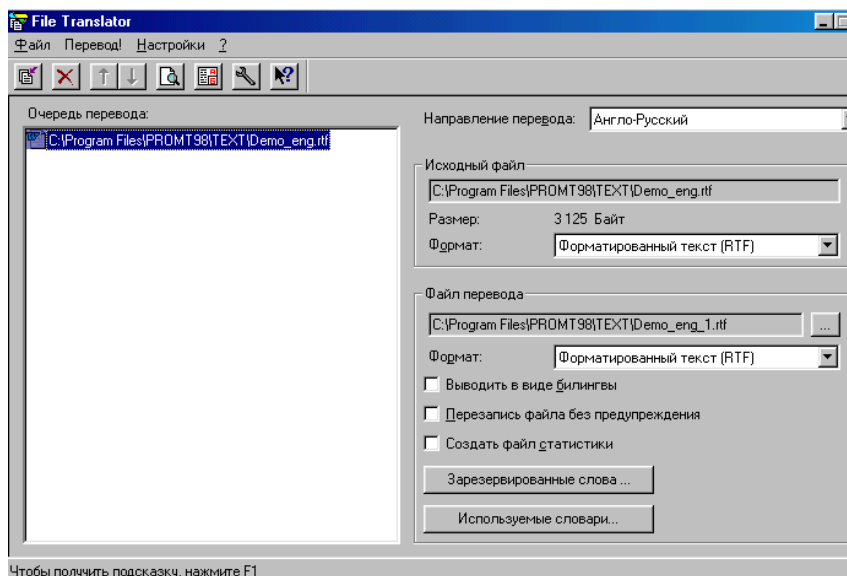 File Translator
Файл Перевод! Настройки ?
Очередь перевода:
C:\Program Files\PROMT98\TEXT\Demo_eng.rtf
Направление перевода: Англо-Русский
Исходный файл
C:\Program Files\PROMT98\TEXT\Demo_eng.rtf
Размер: 3 125 Байт
Формат: Форматированный текст (RTF)
Файл перевода
C:\Program Files\PROMT98\TEXT\Demo_eng_1.rtf ...
Формат: Форматированный текст (RTF)
Выводить в виде билингвы
Перезапись файла без предупреждения
Создать файл статистики
Зарезервированные слова ...
Используемые словари...
Чтобы получить подсказку, нажмите F1